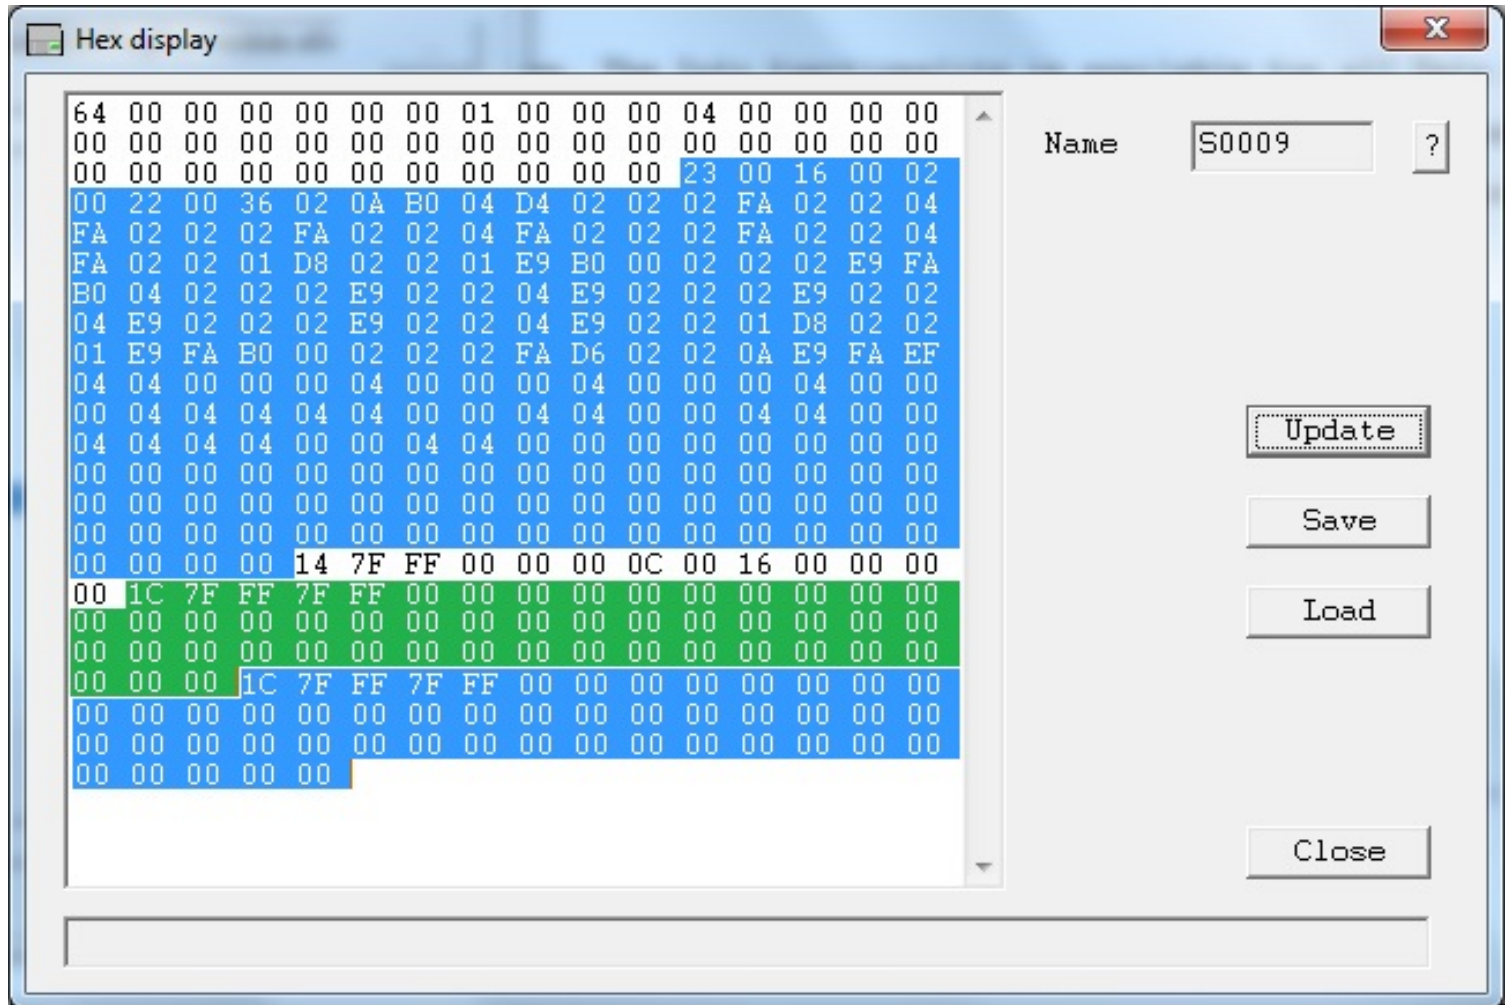 Hex display
X
64 00 00 00 00 00 00 01 00 00 00 04 00 00 00 00
00 00 00 00 00 00 00 00 00 00 00 00 00 00 00 00
00 00 00 00 00 00 00 00 00 00 00 23 00 16 00 02
00 22 00 36 02 0A B0 04 D4 02 02 02 FA 02 02 04
FA 02 02 02 FA 02 02 04 FA 02 02 02 FA 02 02 04
FA 02 02 01 D8 02 02 01 E9 B0 00 02 02 02 E9 FA
B0 04 02 02 02 E9 02 02 04 E9 02 02 02 E9 02 02
04 E9 02 02 02 E9 02 02 04 E9 02 02 01 D8 02 02
01 E9 FA B0 00 02 02 02 FA D6 02 02 0A E9 FA EF
04 04 00 00 00 04 00 00 00 04 00 00 00 04 00 00
00 04 04 04 04 04 00 00 04 04 00 00 04 04 00 00
04 04 04 04 00 00 04 04 00 00 00 00 00 00 00 00
00 00 00 00 00 00 00 00 00 00 00 00 00 00 00 00
00 00 00 00 00 00 00 00 00 00 00 00 00 00 00 00
00 00 00 00 00 00 00 00 00 00 00 00 00 00 00 00
00 00 00 00 14 7F FF 00 00 00 0C 00 16 00 00 00
00 1C 7F FF 7F FF 00 00 00 00 00 00 00 00 00 00
00 00 00 00 00 00 00 00 00 00 00 00 00 00 00 00
00 00 00 00 00 00 00 00 00 00 00 00 00 00 00 00
00 00 00 1C 7F FF 7F FF 00 00 00 00 00 00 00 00
00 00 00 00 00 00 00 00 00 00 00 00 00 00 00 00
00 00 00 00 00 00 00 00 00 00 00 00 00 00 00 00
00 00 00 00 00
Name S0009 ?
Update
Save
Load
Close